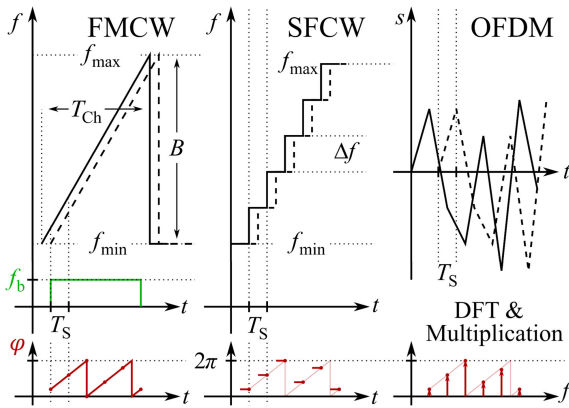 f FMCW f SFCW s OFDM
f_max f_max
T_Ch
B Δf t
f_min f_min
T_S
f_b
T_S t T_S t DFT &
Multiplication
φ 2π
t t f